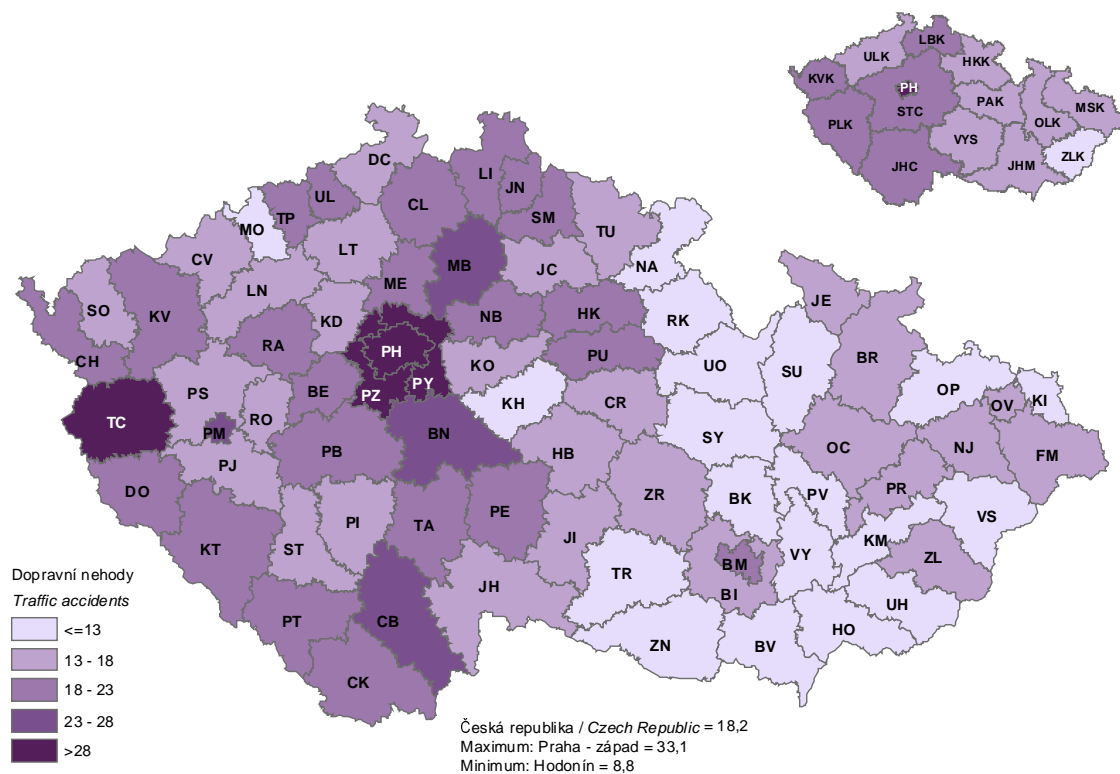 LBK
ULK
HKK
KVK
PH
MSK
PAK
STC
OLK
PLK
VYS
ZLK
JHC
JHM
DC
LI
JN
UL
CL
SM
TP
MO
TU
LT
CV
MB
JC
NA
ME
LN
JE
SO
KV
KD
NB
HK
RK
RA
PH
PU
BR
CH
KO
UO
SU
OP
PS
BE
PZ
PY
KH
CR
OV
KI
TC
RO
PM
BN
SY
OC
NJ
FM
PB
HB
PJ
DO
PE
ZR
BK
PV
PR
VS
PI
TA
KT
ST
JI
KM
VY
ZL
TR
BM
BI
JH
UH
PT
CB
HO
ZN
BV
CK
Dopravní nehody
Traffic accidents
<=13
13 - 18
18 - 23
23 - 28
>28
Česká republika / Czech Republic = 18,2
Maximum: Praha - západ = 33,1
Minimum: Hodonín = 8,8